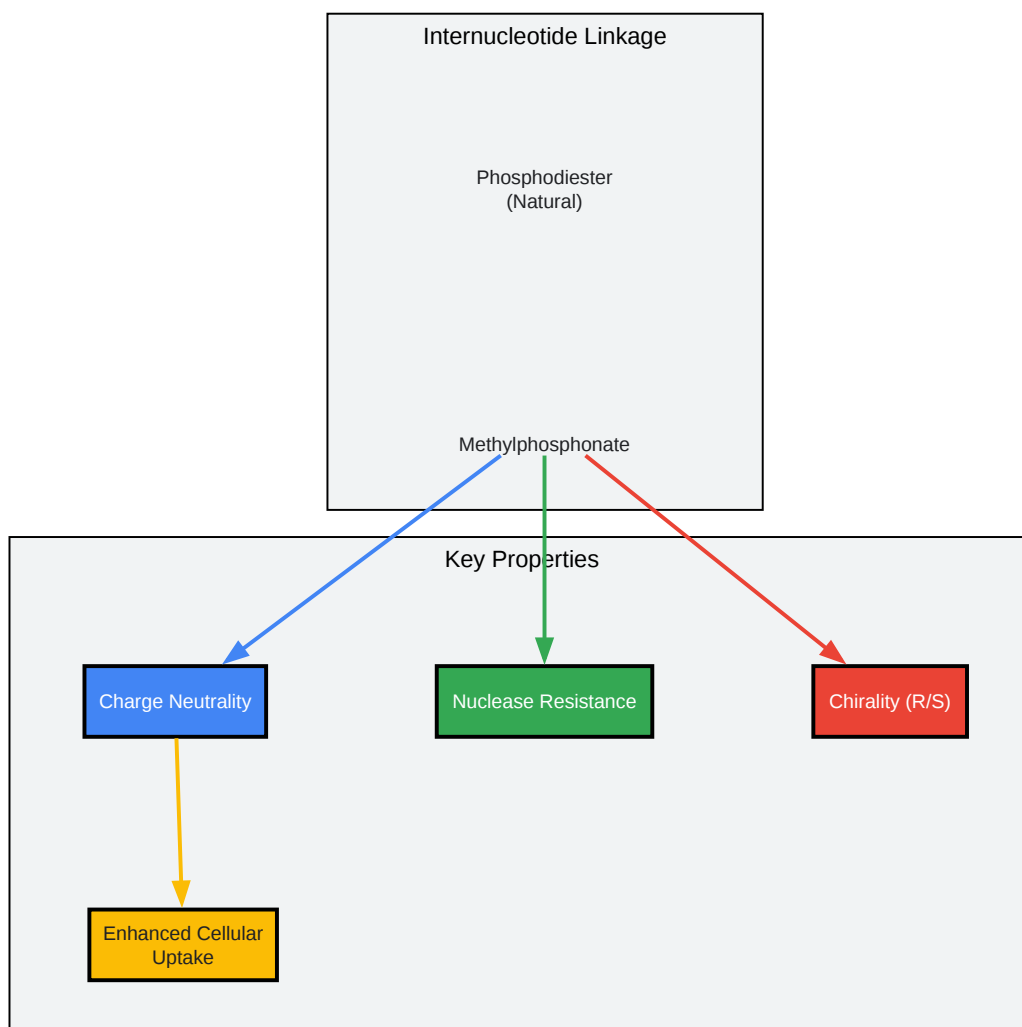 Internucleotide Linkage
Phosphodiester
(Natural)
Methylphosphonate
Key Properties
Charge Neutrality
Nuclease Resistance
Chirality (R/S)
Enhanced Cellular
Uptake